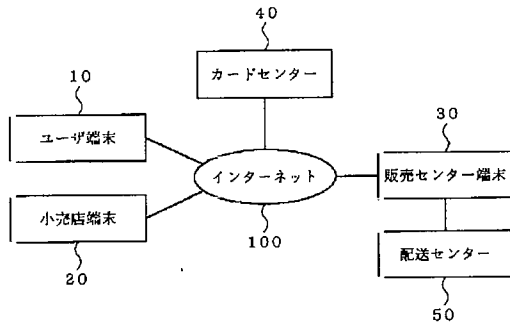 40
カードセンター
10
ユーザ端末
30
インターネット
販売センター端末
100
小売店端末
20
配送センター
50